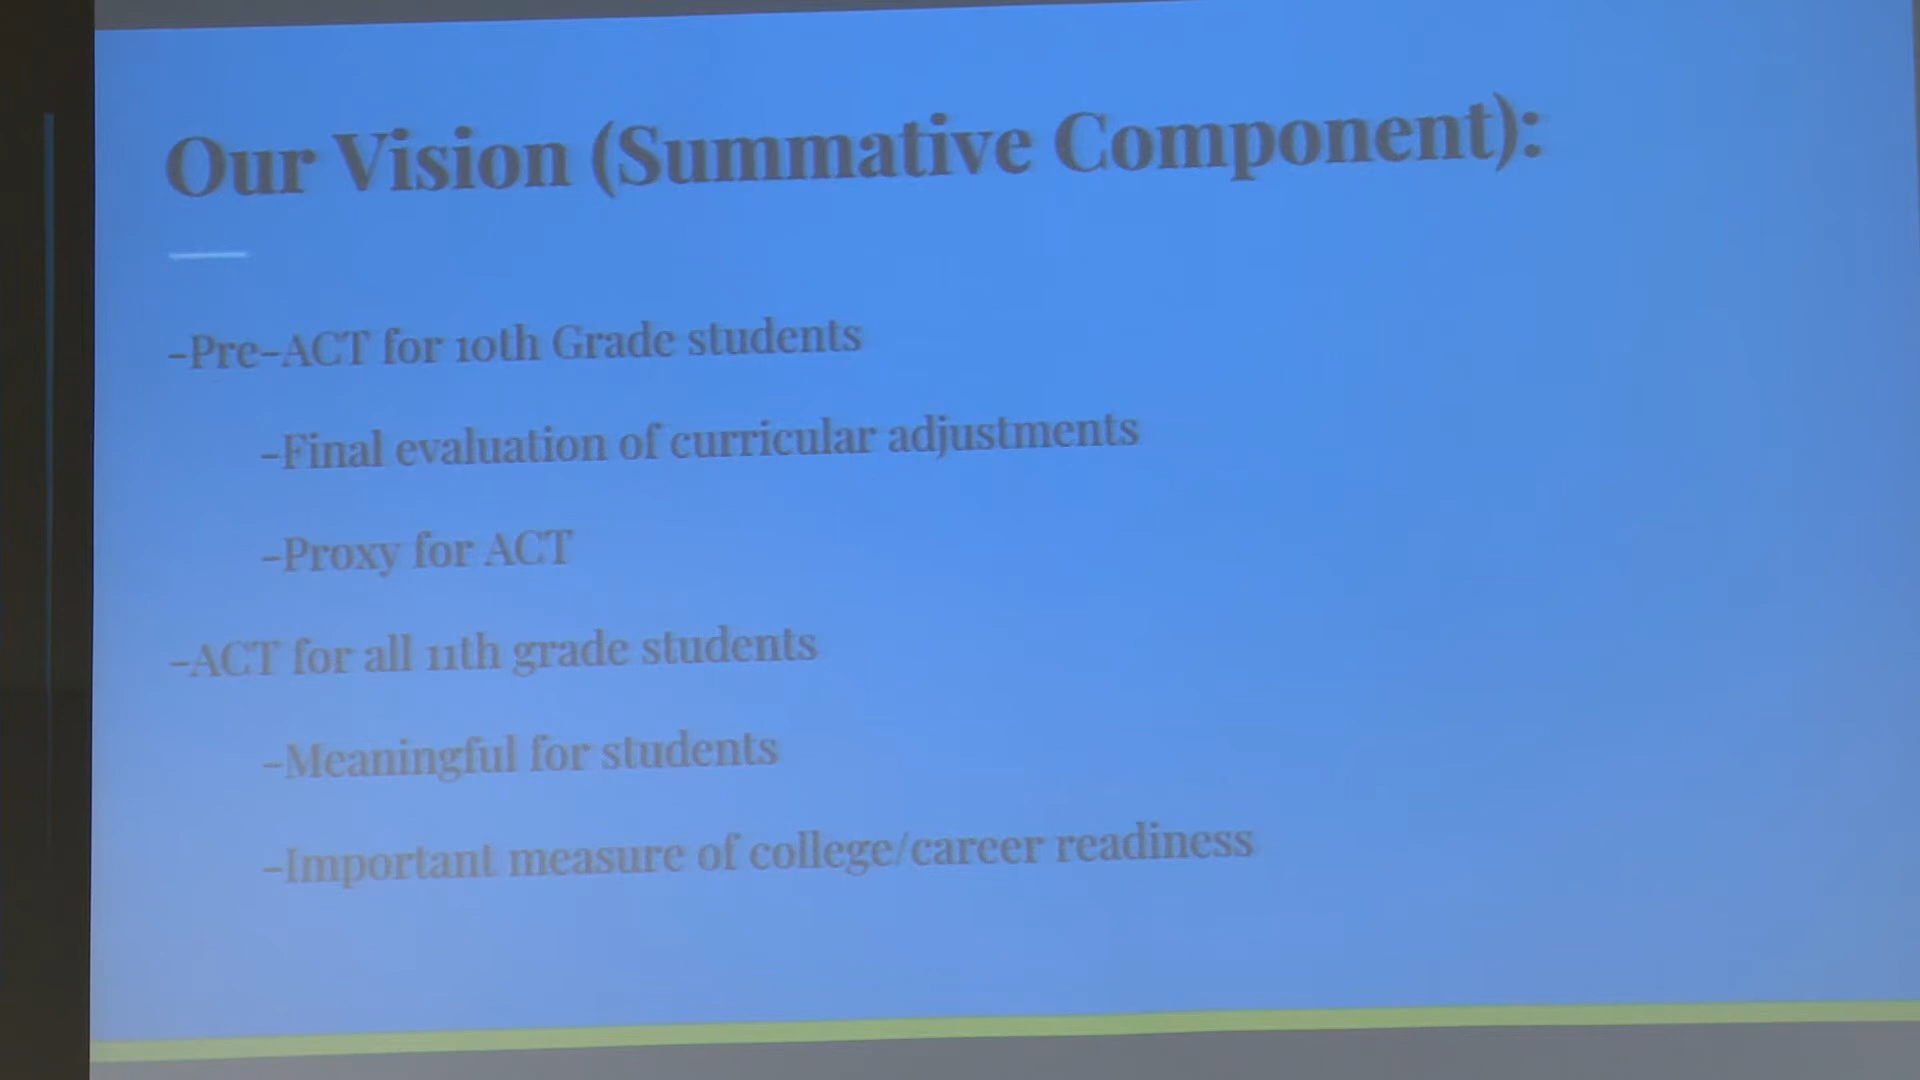 Our Vision (Summative Component):
-Pre-ACT for 10th Grade students
-Final evaluation of curricular adjustments
-Proxy for ACT
-ACT for all 11th grade students
-Meaningful for students
-Important measure of college/career readiness